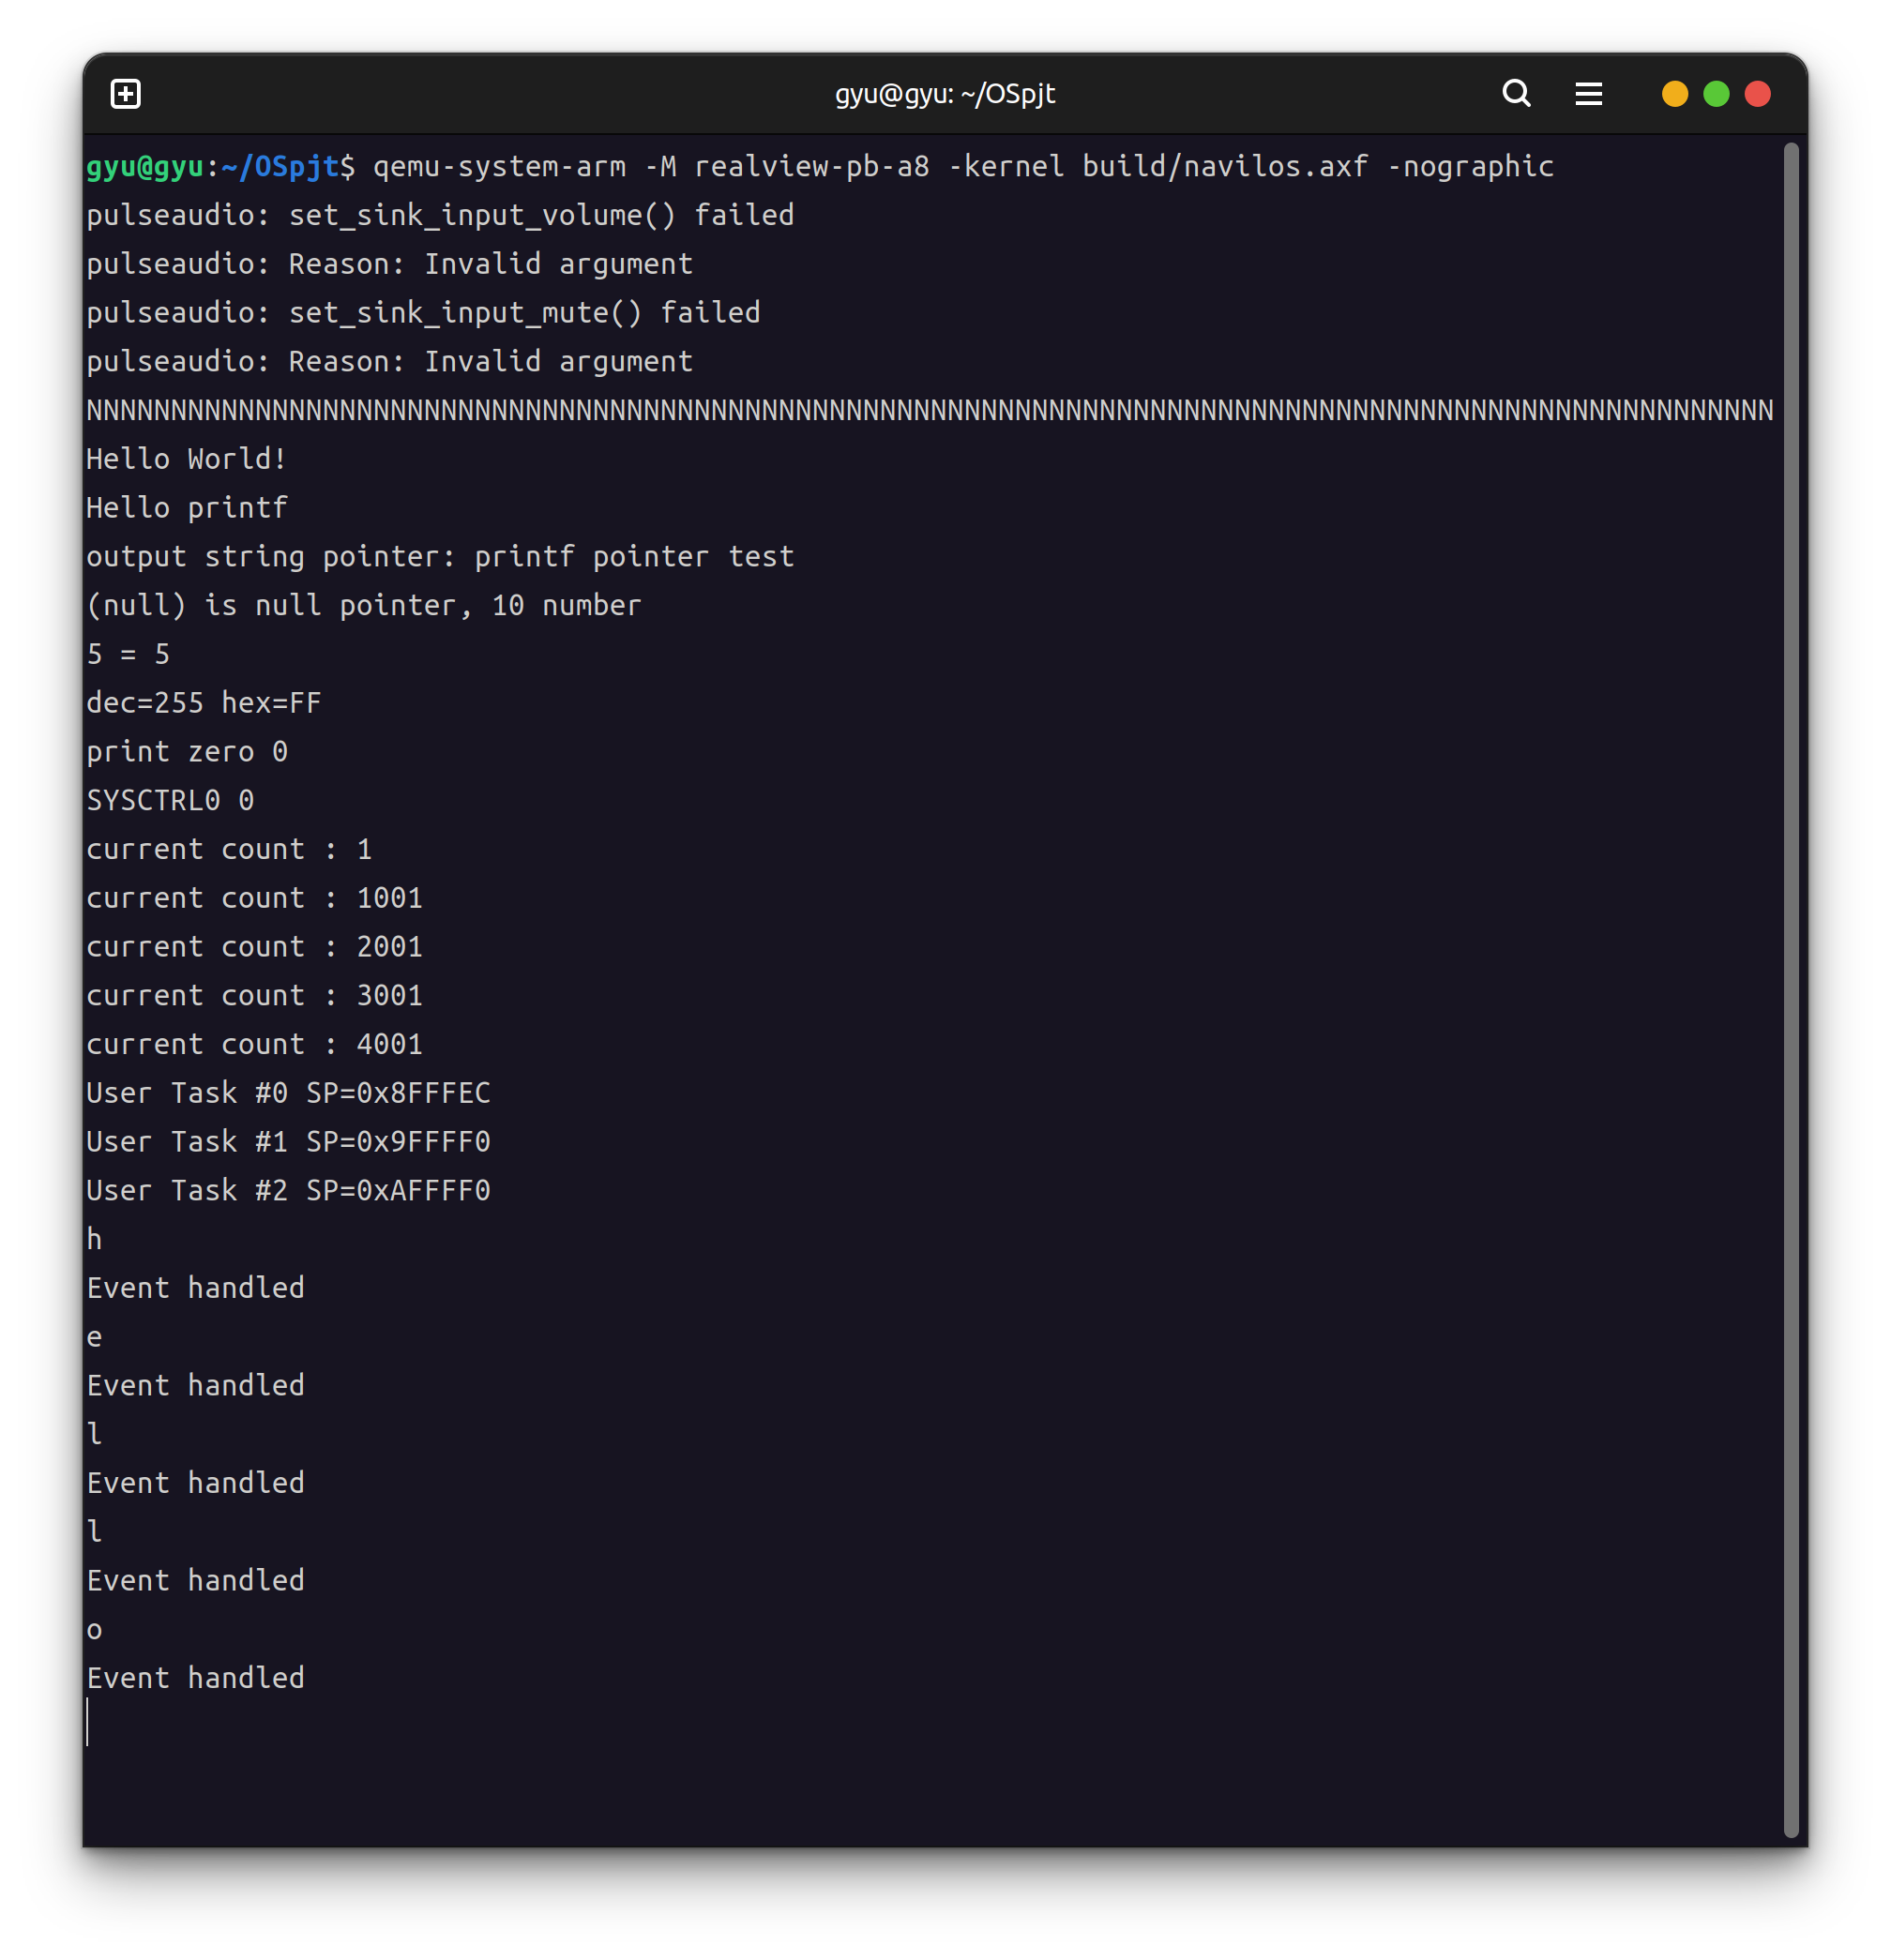 gyu@gyu: ~/OSpjt
gyu@gyu:~/OSpjt$ qemu-system-arm -M realview-pb-a8 -kernel build/navilos.axf -nographic
pulseaudio: set_sink_input_volume() failed
pulseaudio: Reason: Invalid argument
pulseaudio: set_sink_input_mute() failed
pulseaudio: Reason: Invalid argument
NNNNNNNNNNNNNNNNNNNNNNNNNNNNNNNNNNNNNNNNNNNNNNNNNNNNNNNNNNNNNNNNNNNNNNNNNNNNNNNNNNNNNNNNNNNNNNNNNNNN
Hello World!
Hello printf
output string pointer: printf pointer test
(null) is null pointer, 10 number
5 = 5
dec=255 hex=FF
print zero 0
SYSCTRL0 0
current count : 1
current count : 1001
current count : 2001
current count : 3001
current count : 4001
User Task #0 SP=0x8FFFEC
User Task #1 SP=0x9FFFF0
User Task #2 SP=0xAFFFF0
h
Event handled
e
Event handled
l
Event handled
l
Event handled
o
Event handled